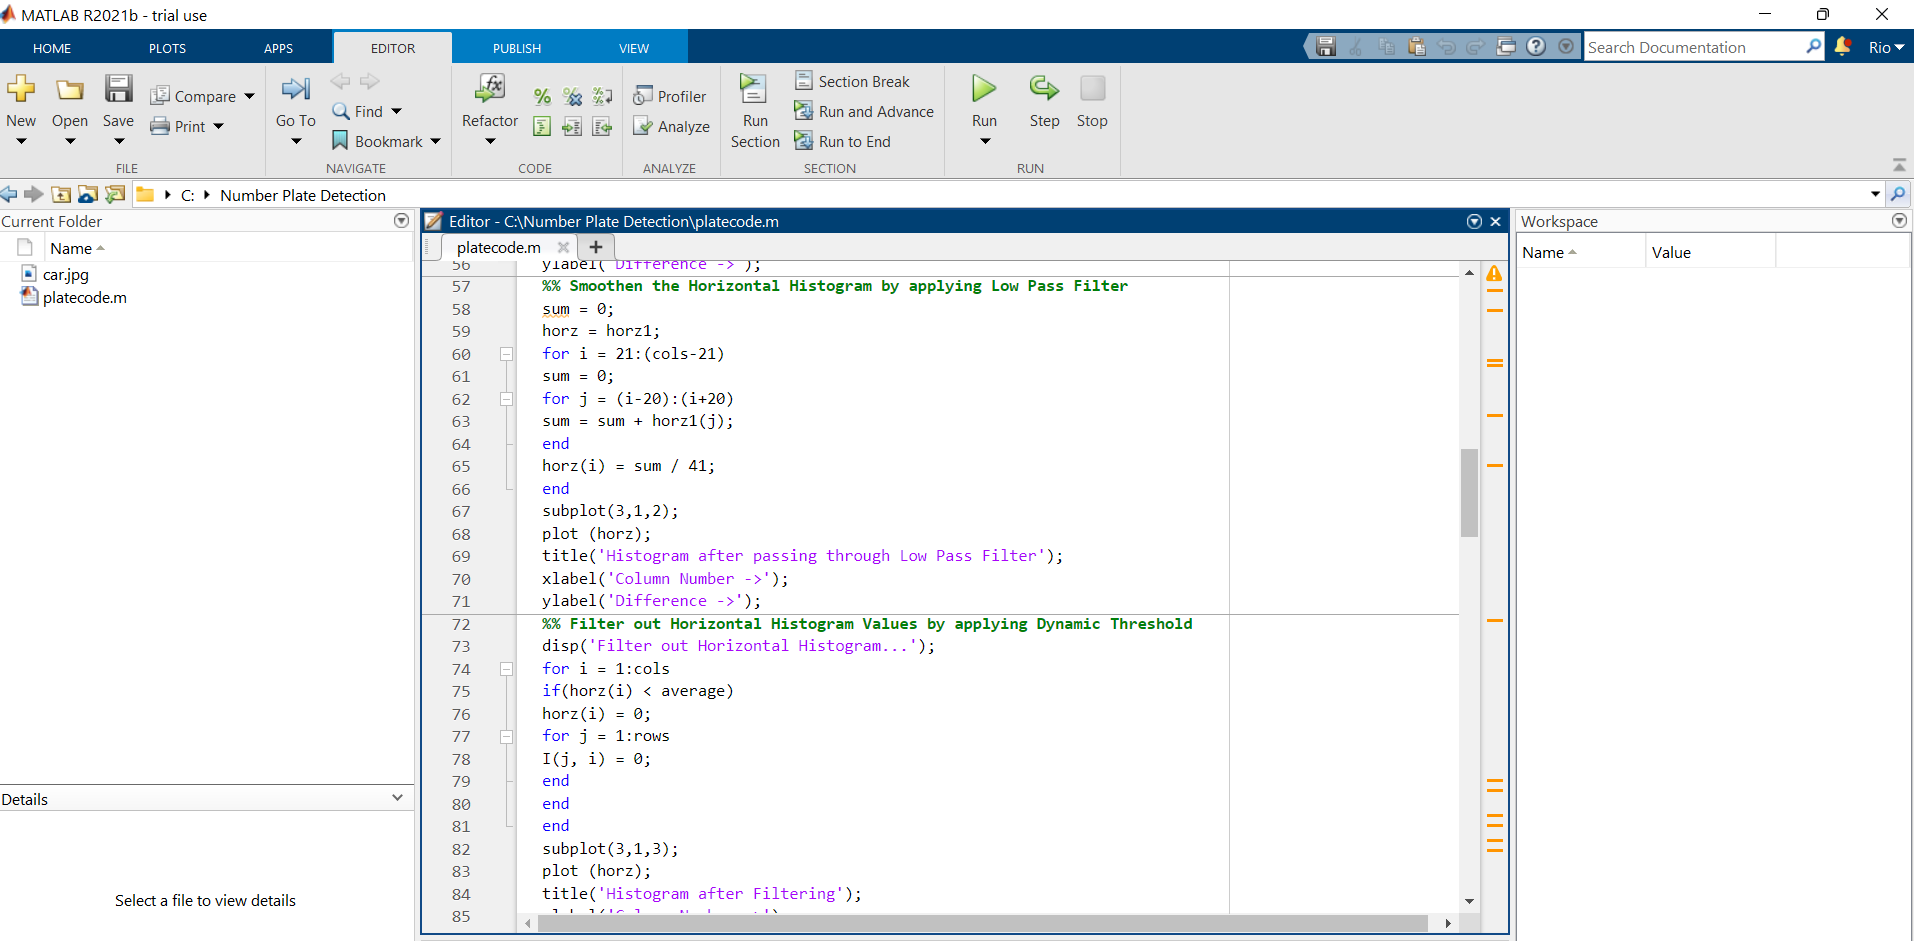 MATLAB R2021b - trial use
HOME PLOTS APPS EDITOR PUBLISH VIEW
Search Documentation
Rio
New
Open
Save
Compare
Print
FILE
Go To
Find
Bookmark
NAVIGATE
Refactor
CODE
Profiler
Analyze
ANALYZE
Run
Section
Section Break
Run and Advance
Run to End
SECTION
Run
Step
Stop
RUN
C: Number Plate Detection
Current Folder
Name
car.jpg
platecode.m
Details
Select a file to view details
Editor - C:\Number Plate Detection\platecode.m
platecode.m
56 ylabel('Difference ->');
57 %% Smoothen the Horizontal Histogram by applying Low Pass Filter
58 sum = 0;
59 horz = horz1;
60 for i = 21:(cols-21)
61 sum = 0;
62 for j = (i-20):(i+20)
63 sum = sum + horz1(j);
64 end
65 horz(i) = sum / 41;
66 end
67 subplot(3,1,2);
68 plot (horz);
69 title('Histogram after passing through Low Pass Filter');
70 xlabel('Column Number ->');
71 ylabel('Difference ->');
72 %% Filter out Horizontal Histogram Values by applying Dynamic Threshold
73 disp('Filter out Horizontal Histogram...');
74 for i = 1:cols
75 if(horz(i) < average)
76 horz(i) = 0;
77 for j = 1:rows
78 I(j, i) = 0;
79 end
80 end
81 end
82 subplot(3,1,3);
83 plot (horz);
84 title('Histogram after Filtering');
85
Workspace
Name Value